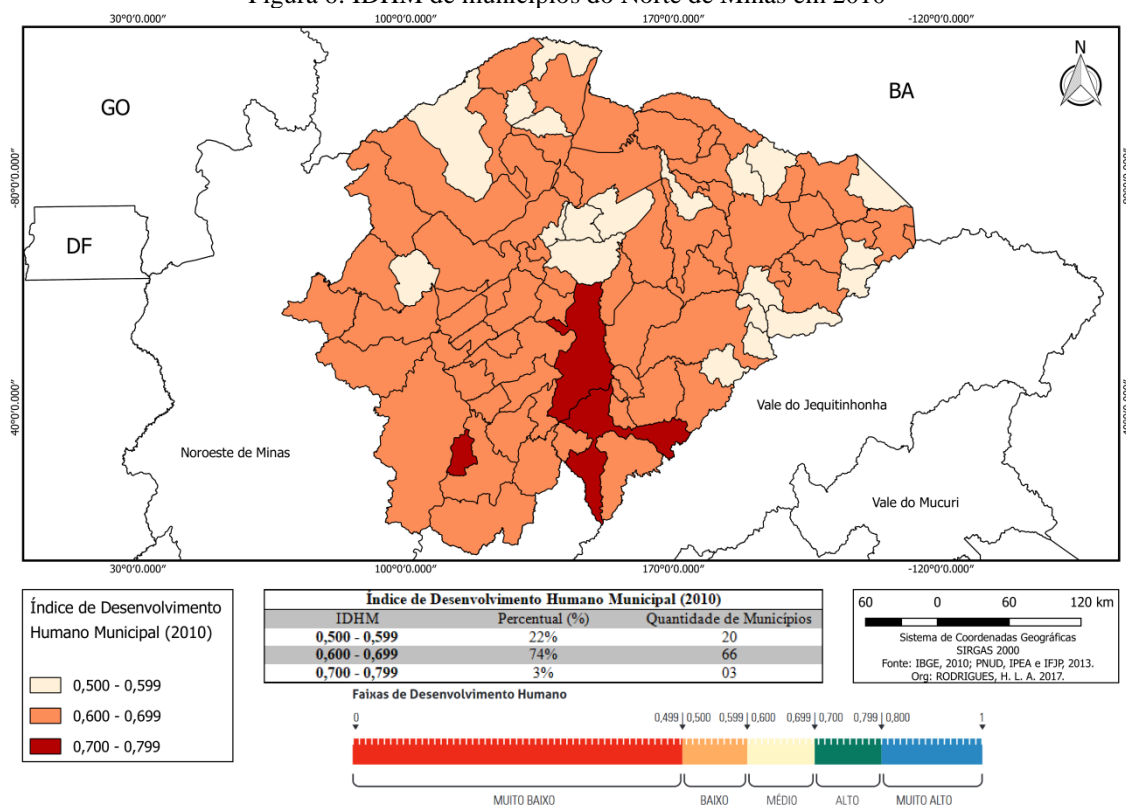 Figura 6: IDHM de municípios do Norte de Minas em 2010
30°0'0.000" 100°0'0.000" 170°0'0.000" -120°0'0.000"
N
GO
BA
-80°0'0.000"
DF
40°0'0.000"
Vale do Jequitinhonha
Noroeste de Minas
Vale do Mucuri
30°0'0.000" 100°0'0.000" 170°0'0.000" -120°0'0.000"
Índice de Desenvolvimento
Humano Municipal (2010)
0,500 - 0,599
0,600 - 0,699
0,700 - 0,799
Índice de Desenvolvimento Humano Municipal (2010)
IDHM Percentual (%) Quantidade de Municípios
0,500 - 0,599 22% 20
0,600 - 0,699 74% 66
0,700 - 0,799 3% 03
60 0 60 120 km
Sistema de Coordenadas Geográficas
SIRGAS 2000
Fonte: IBGE, 2010; PNUD, IPEA e IFJP, 2013.
Org: RODRIGUES, H. L. A. 2017.
Faixas de Desenvolvimento Humano
0 0,499 0,500 0,599 0,600 0,699 0,700 0,799 0,800 1
MUITO BAIXO BAIXO MÉDIO ALTO MUITO ALTO